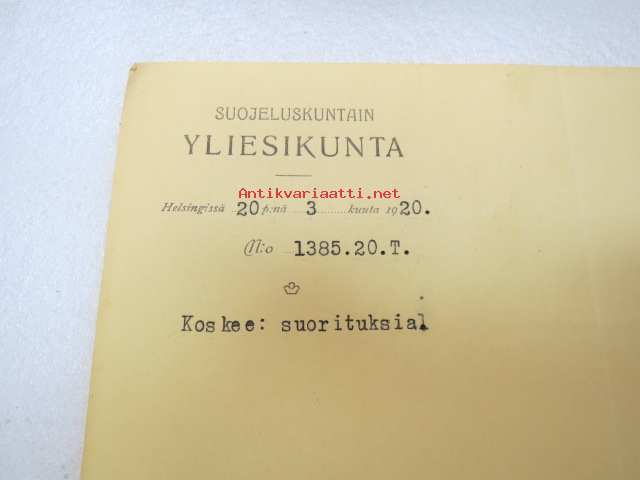 SUOJELUSKUNTAIN
YLIESIKUNTA
Antikvariaatti.net
Helsingissä 20 p:nä 3 kuuta 1920.
N:o 1385.20.T.
Koskee: suorituksia.